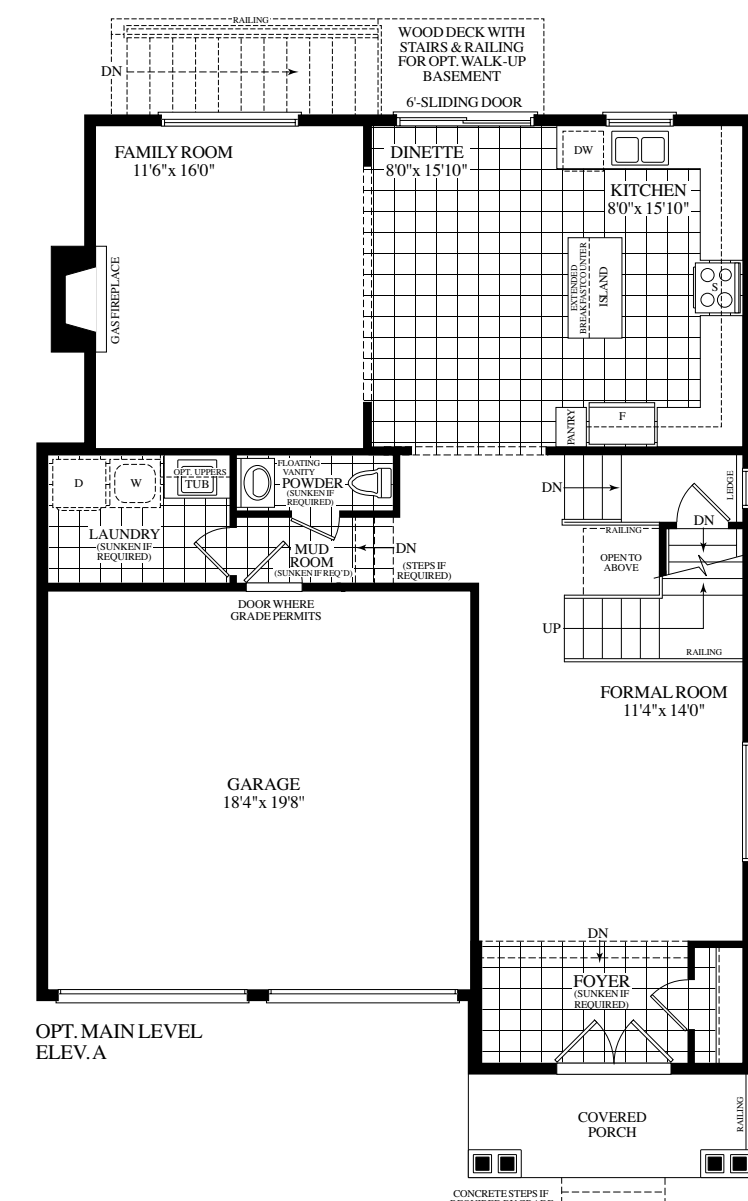 RAILING
WOOD DECK WITH
STAIRS & RAILING
FOR OPT. WALK-UP
BASEMENT
DN
6'-SLIDING DOOR
FAMILY ROOM
11'6"x 16'0"
DINETTE
8'0"x 15'10"
DW
KITCHEN
8'0"x 15'10"
GAS FIREPLACE
EXTENDED
BREAKFAST COUNTER
ISLAND
S
PANTRY
F
D
W
OPT. UPPERS
TUB
FLOATING
VANITY
POWDER
(SUNKEN IF
REQUIRED)
DN
LEDGE
LAUNDRY
(SUNKEN IF
REQUIRED)
MUD
ROOM
(SUNKEN IF REQ'D)
DN
(STEPS IF
REQUIRED)
RAILING
DN
OPEN TO
ABOVE
DOOR WHERE
GRADE PERMITS
UP
RAILING
FORMAL ROOM
11'4"x 14'0"
GARAGE
18'4"x 19'8"
DN
FOYER
(SUNKEN IF
REQUIRED)
OPT. MAIN LEVEL
ELEV. A
COVERED
PORCH
RAILING
CONCRETE STEPS IF
REQUIRED BY GRADE